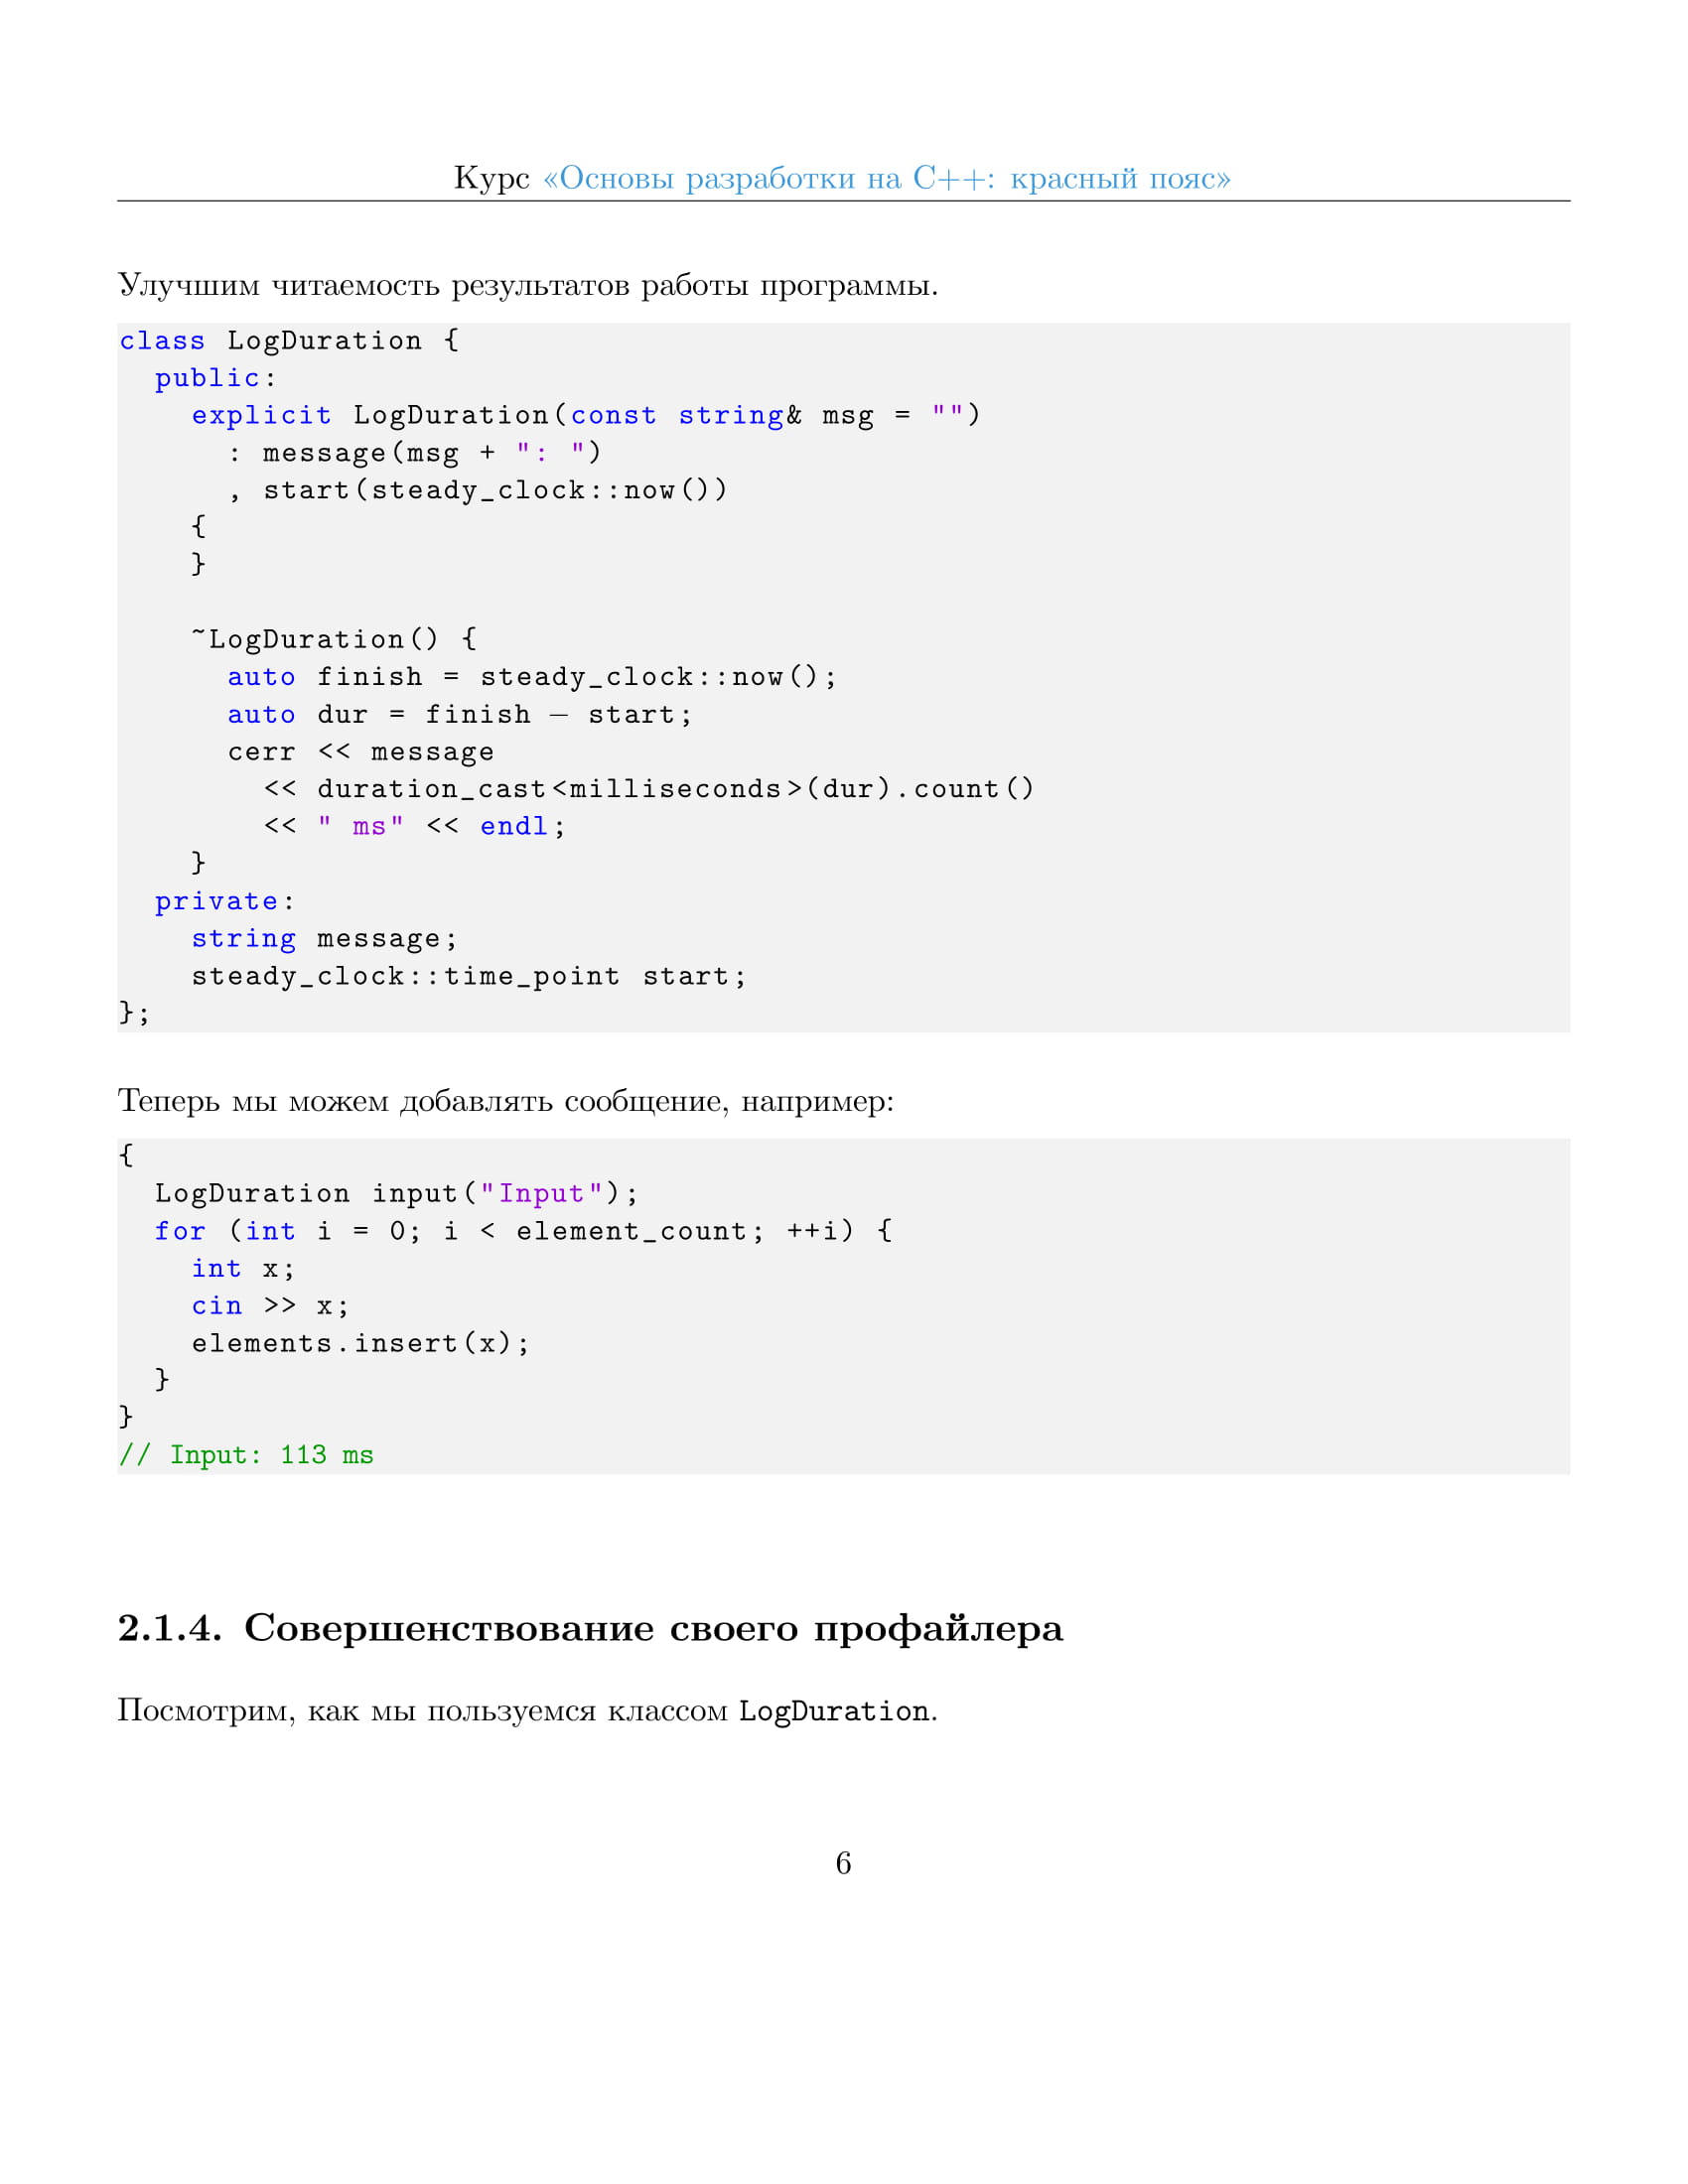 Курс «Основы разработки на C++: красный пояс»
Улучшим читаемость результатов работы программы.
class LogDuration {
  public:
    explicit LogDuration(const string& msg = "")
      : message(msg + ": ")
      , start(steady_clock::now())
    {
    }

    ~LogDuration() {
      auto finish = steady_clock::now();
      auto dur = finish − start;
      cerr << message
        << duration_cast<milliseconds>(dur).count()
        << " ms" << endl;
    }
  private:
    string message;
    steady_clock::time_point start;
};
Теперь мы можем добавлять сообщение, например:
{
  LogDuration input("Input");
  for (int i = 0; i < element_count; ++i) {
    int x;
    cin >> x;
    elements.insert(x);
  }
}
// Input: 113 ms
2.1.4. Совершенствование своего профайлера
Посмотрим, как мы пользуемся классом LogDuration.
6